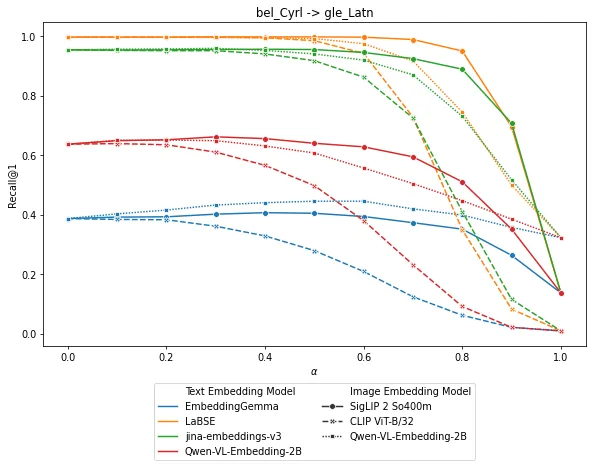 bel_Cyrl -> gle_Latn
Recall@1
1.0
0.8
0.6
0.4
0.2
0.0
0.0 0.2 0.4 0.6 0.8 1.0
α
Text Embedding Model Image Embedding Model
EmbeddingGemma SigLIP 2 So400m
LaBSE CLIP ViT-B/32
jina-embeddings-v3 Qwen-VL-Embedding-2B
Qwen-VL-Embedding-2B